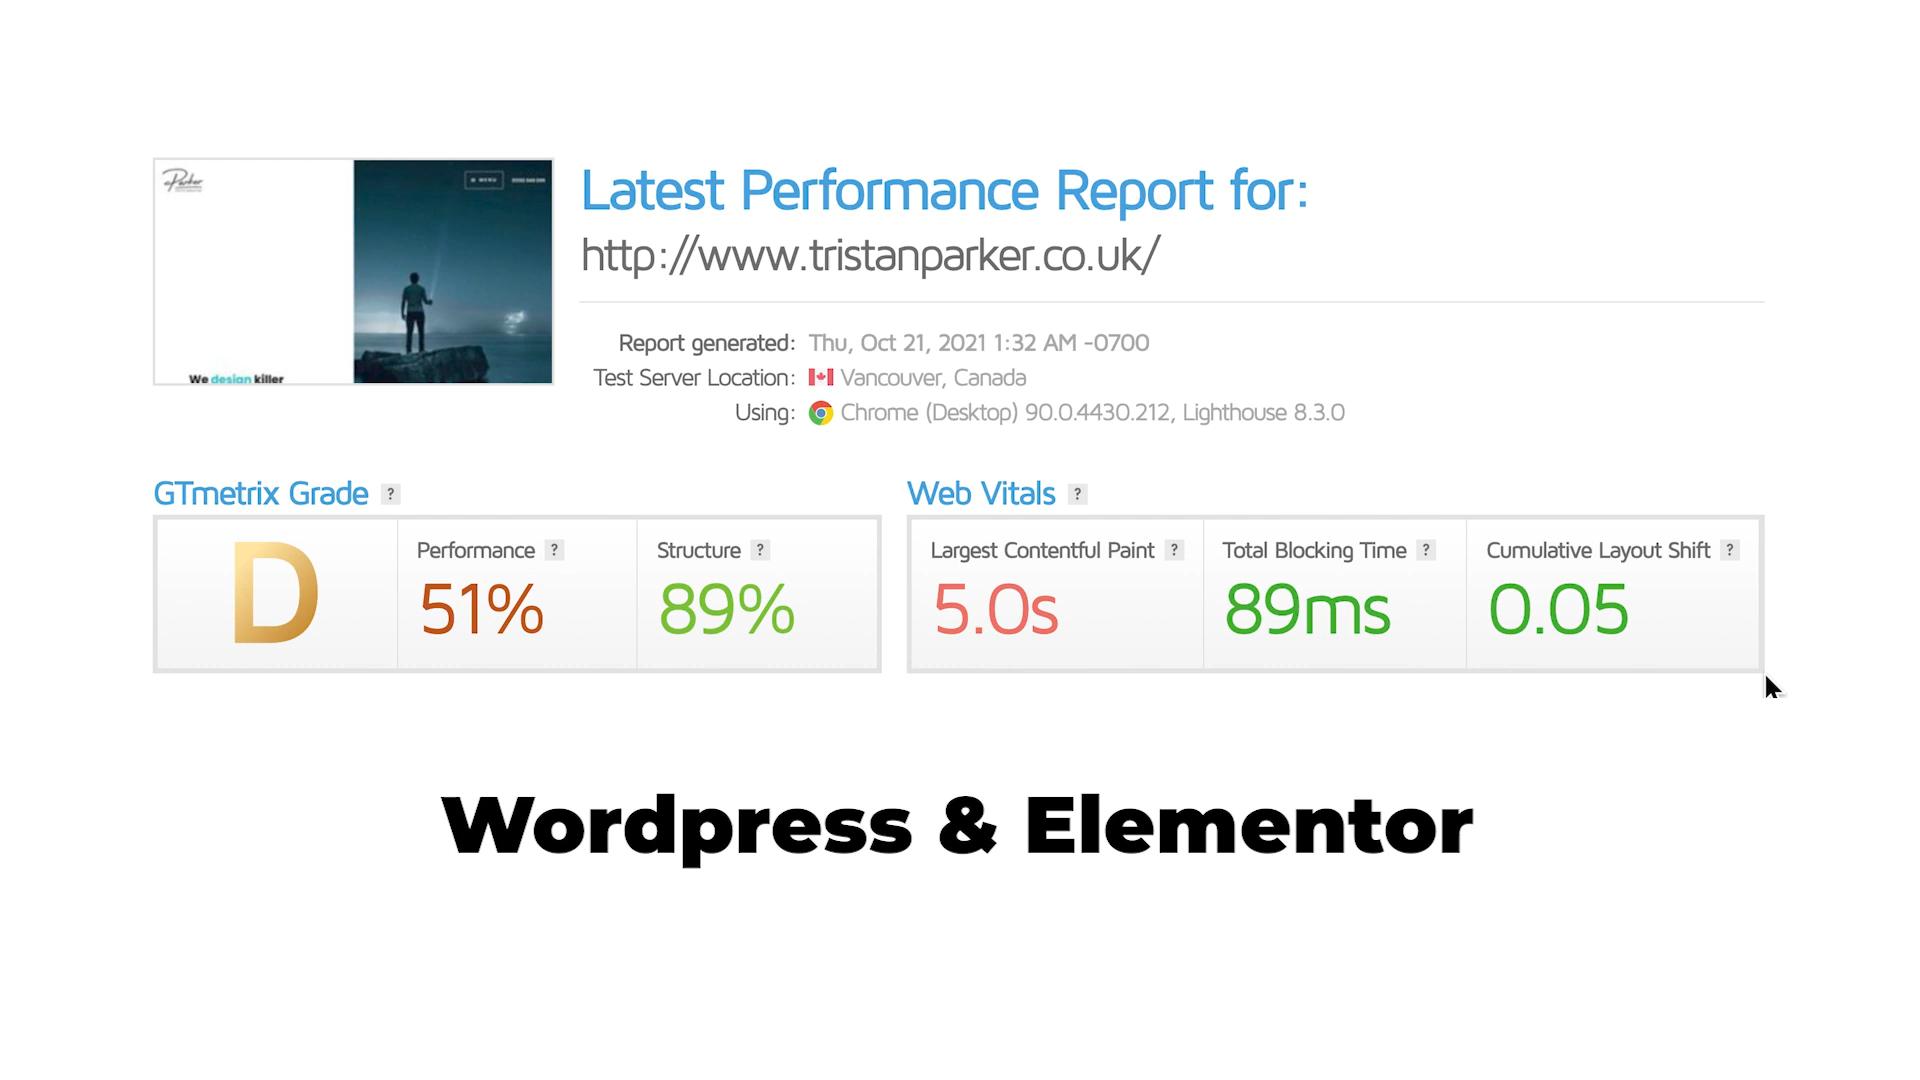 Parker
MENU
We design killer
Latest Performance Report for:
http://www.tristanparker.co.uk/
Report generated: Thu, Oct 21, 2021 1:32 AM -0700
Test Server Location: Vancouver, Canada
Using: Chrome (Desktop) 90.0.4430.212, Lighthouse 8.3.0
GTmetrix Grade ?
D
Performance ?
51%
Structure ?
89%
Web Vitals ?
Largest Contentful Paint ?
5.0s
Total Blocking Time ?
89ms
Cumulative Layout Shift ?
0.05
Wordpress & Elementor